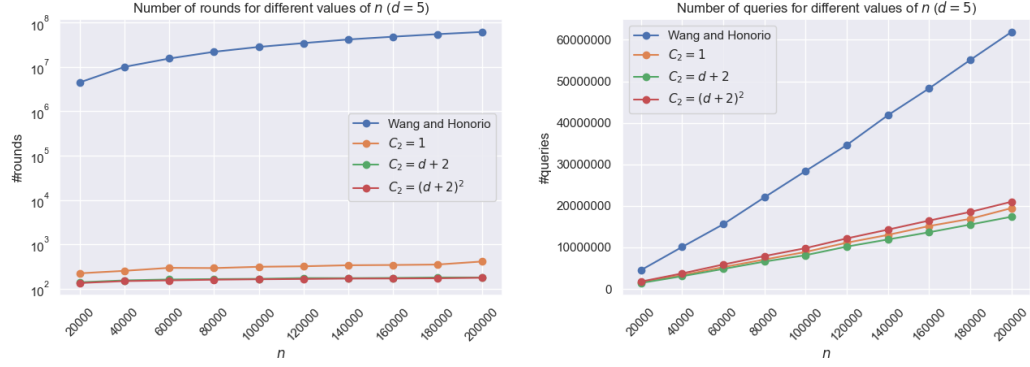 Number of rounds for different values of n (d = 5)
10^8
10^7
10^6
10^5
10^4
10^3
10^2
#rounds
Wang and Honorio
C_2 = 1
C_2 = d + 2
C_2 = (d + 2)^2
20000
40000
60000
80000
100000
120000
140000
160000
180000
200000
n
Number of queries for different values of n (d = 5)
60000000
50000000
40000000
30000000
20000000
10000000
0
#queries
Wang and Honorio
C_2 = 1
C_2 = d + 2
C_2 = (d + 2)^2
20000
40000
60000
80000
100000
120000
140000
160000
180000
200000
n